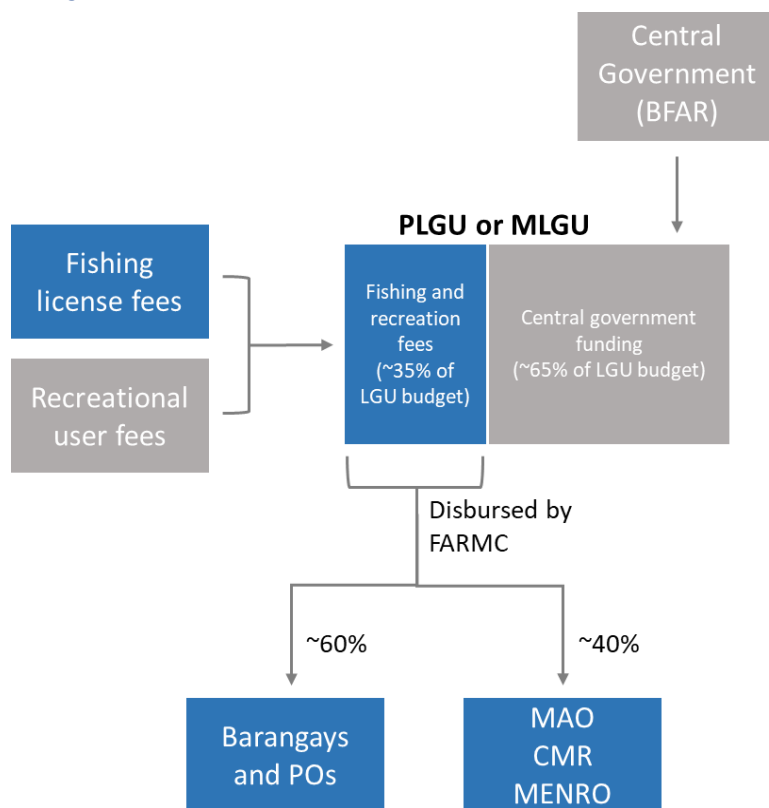 Central
Government
(BFAR)
PLGU or MLGU
Fishing
license fees
Recreational
user fees
Fishing and
recreation
fees
(~35% of
LGU budget)
Central government
funding
(~65% of LGU budget)
Disbursed by
FARMC
~60%
~40%
Barangays
and POs
MAO
CMR
MENRO